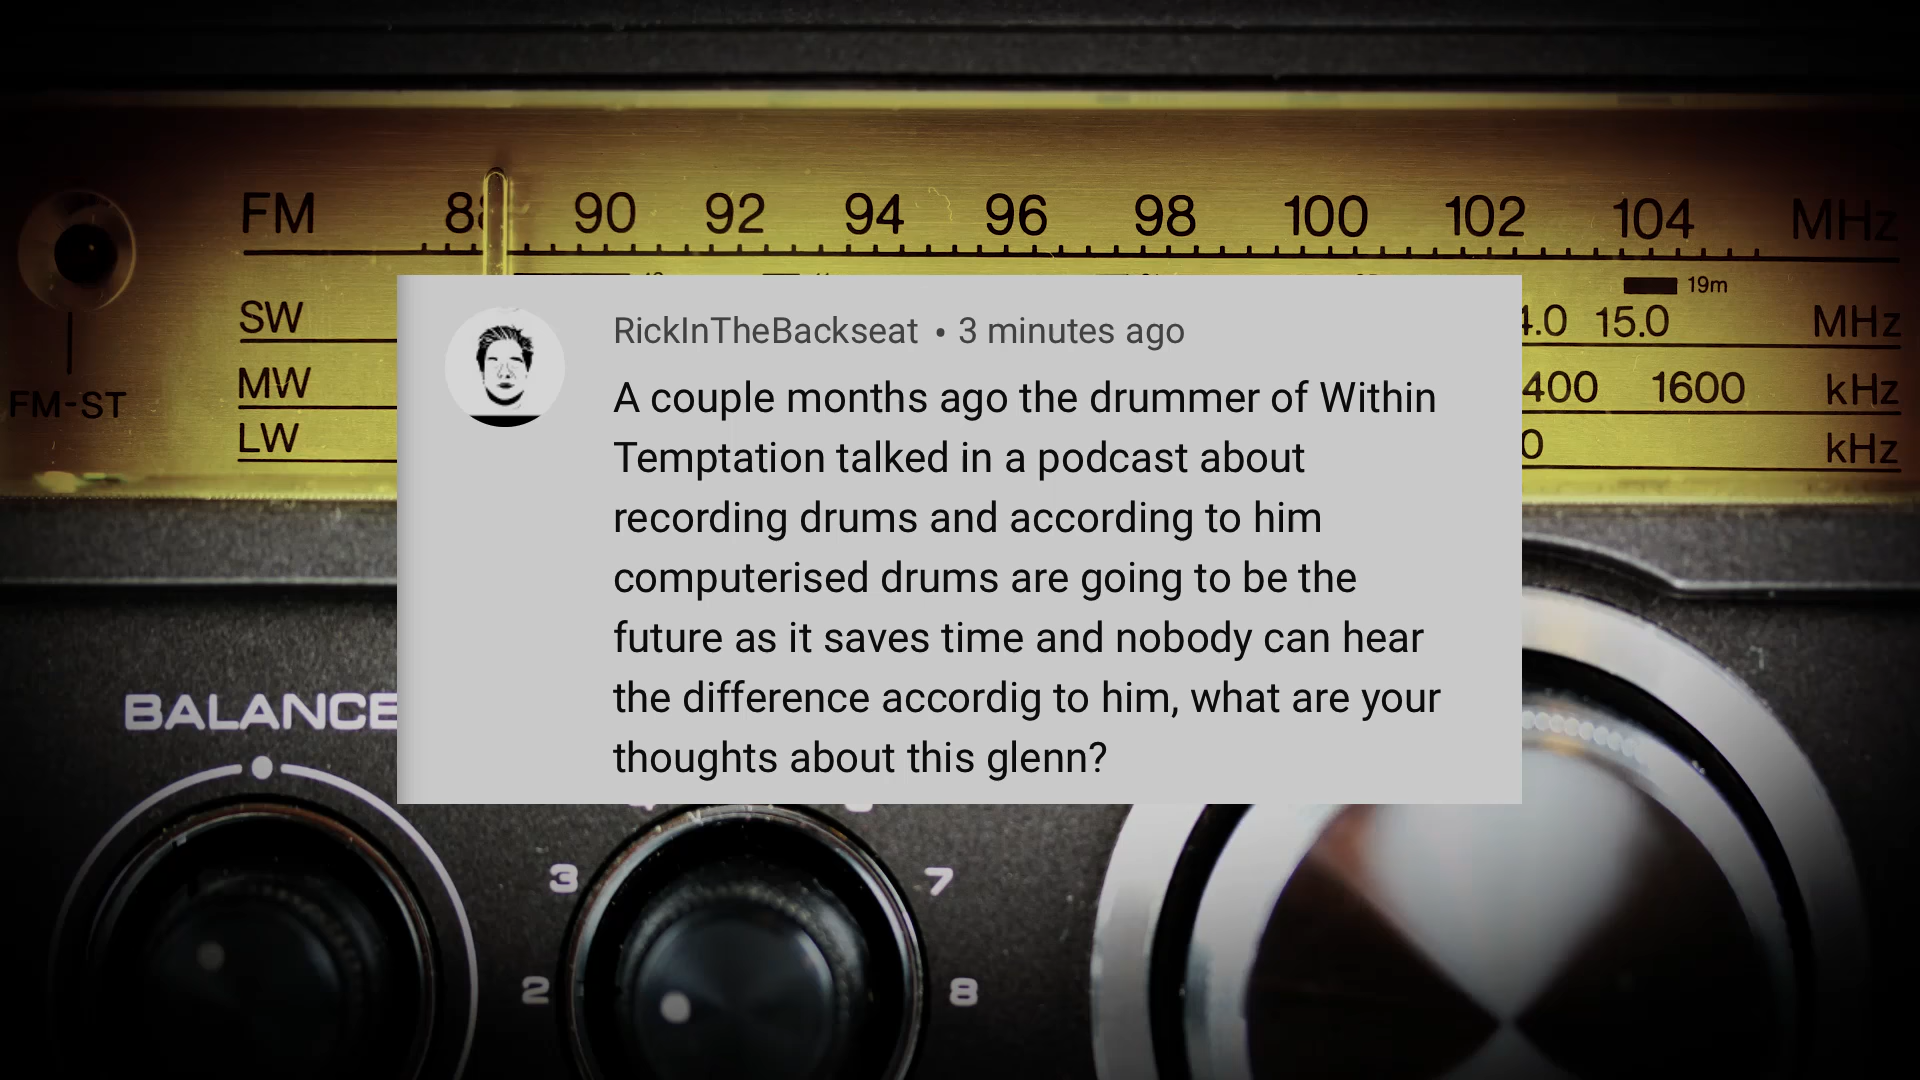 FM 88 90 92 94 96 98 100 102 104 MHz
19m
SW 15.0 MHz
MW 1600 kHz
LW kHz
FM-ST
RickInTheBackseat • 3 minutes ago
A couple months ago the drummer of Within
Temptation talked in a podcast about
recording drums and according to him
computerised drums are going to be the
future as it saves time and nobody can hear
the difference accordig to him, what are your
thoughts about this glenn?
BALANCE
3 7
2 8